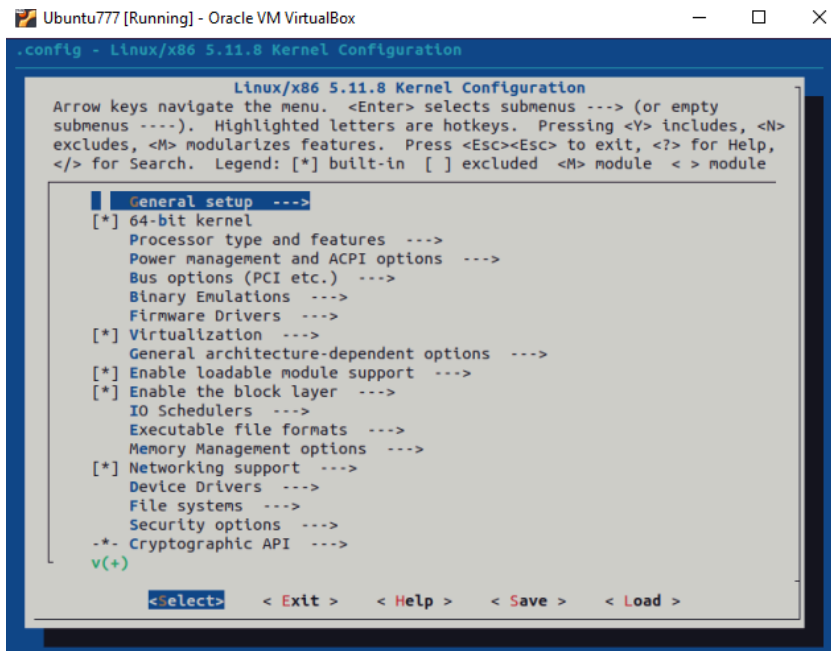 Ubuntu777 [Running] - Oracle VM VirtualBox
.config - Linux/x86 5.11.8 Kernel Configuration
Linux/x86 5.11.8 Kernel Configuration
Arrow keys navigate the menu.  <Enter> selects submenus ---> (or empty
submenus ----).  Highlighted letters are hotkeys.  Pressing <Y> includes, <N>
excludes, <M> modularizes features.  Press <Esc><Esc> to exit, <?> for Help,
</> for Search.  Legend: [*] built-in  [ ] excluded  <M> module  < > module
General setup  --->
[*] 64-bit kernel
Processor type and features  --->
Power management and ACPI options  --->
Bus options (PCI etc.)  --->
Binary Emulations  --->
Firmware Drivers  --->
[*] Virtualization  --->
General architecture-dependent options  --->
[*] Enable loadable module support  --->
[*] Enable the block layer  --->
IO Schedulers  --->
Executable file formats  --->
Memory Management options  --->
[*] Networking support  --->
Device Drivers  --->
File systems  --->
Security options  --->
-*- Cryptographic API  --->
v(+)
<Select>    < Exit >    < Help >    < Save >    < Load >